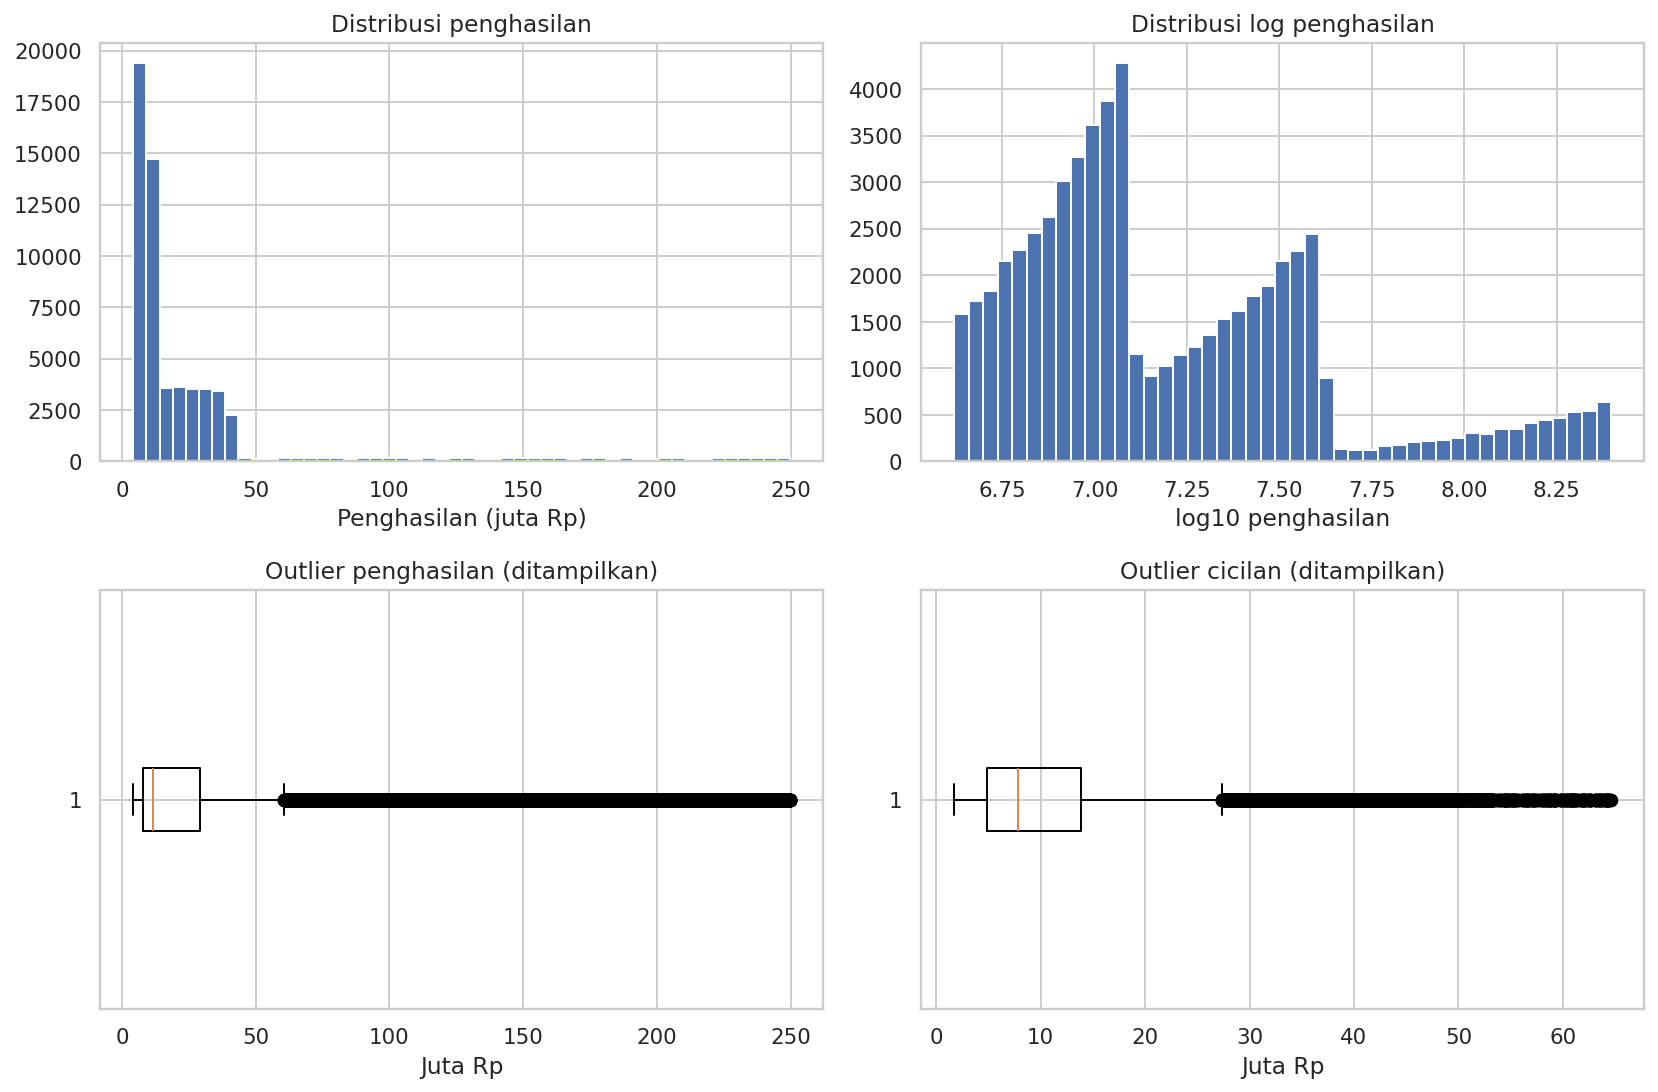 Distribusi penghasilan
20000
17500
15000
12500
10000
7500
5000
2500
0
0 50 100 150 200 250
Penghasilan (juta Rp)
Distribusi log penghasilan
4000
3500
3000
2500
2000
1500
1000
500
0
6.75 7.00 7.25 7.50 7.75 8.00 8.25
log10 penghasilan
Outlier penghasilan (ditampilkan)
1
0 50 100 150 200 250
Juta Rp
Outlier cicilan (ditampilkan)
1
0 10 20 30 40 50 60
Juta Rp